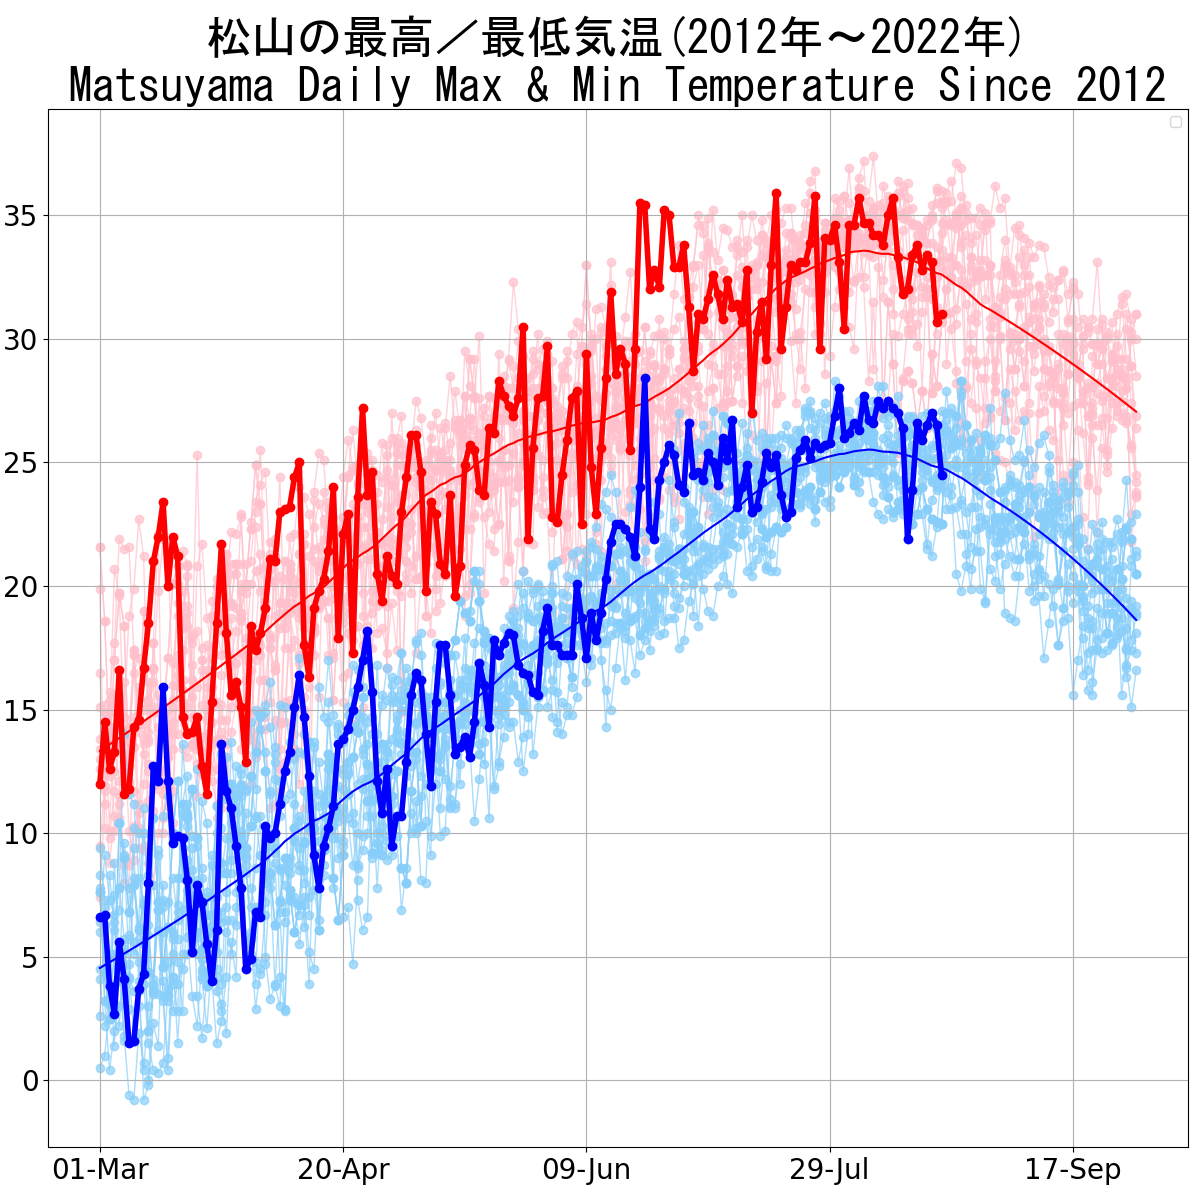 松山の最高／最低気温(2012年～2022年)
Matsuyama Daily Max & Min Temperature Since 2012
35
30
25
20
15
10
5
0
01-Mar 20-Apr 09-Jun 29-Jul 17-Sep